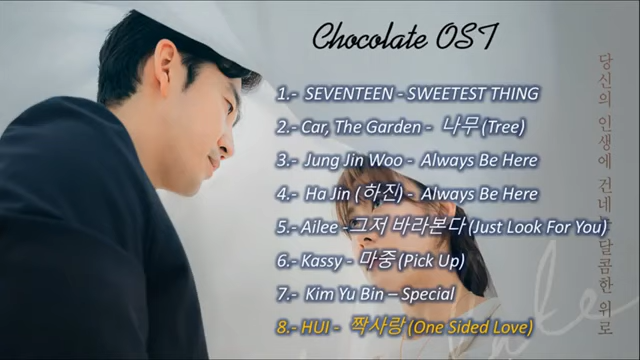 Chocolate OST
1.- SEVENTEEN - SWEETEST THING
2.- Car, The Garden - 나무 (Tree)
3.- Jung Jin Woo - Always Be Here
4.- Ha Jin (하진) - Always Be Here
5.- Ailee -그저 바라본다 (Just Look For You)
6.- Kassy - 마중 (Pick Up)
7.- Kim Yu Bin – Special
8.- HUI - 짝사랑 (One Sided Love)
당신의 인생에 건네는 달콤한 위로